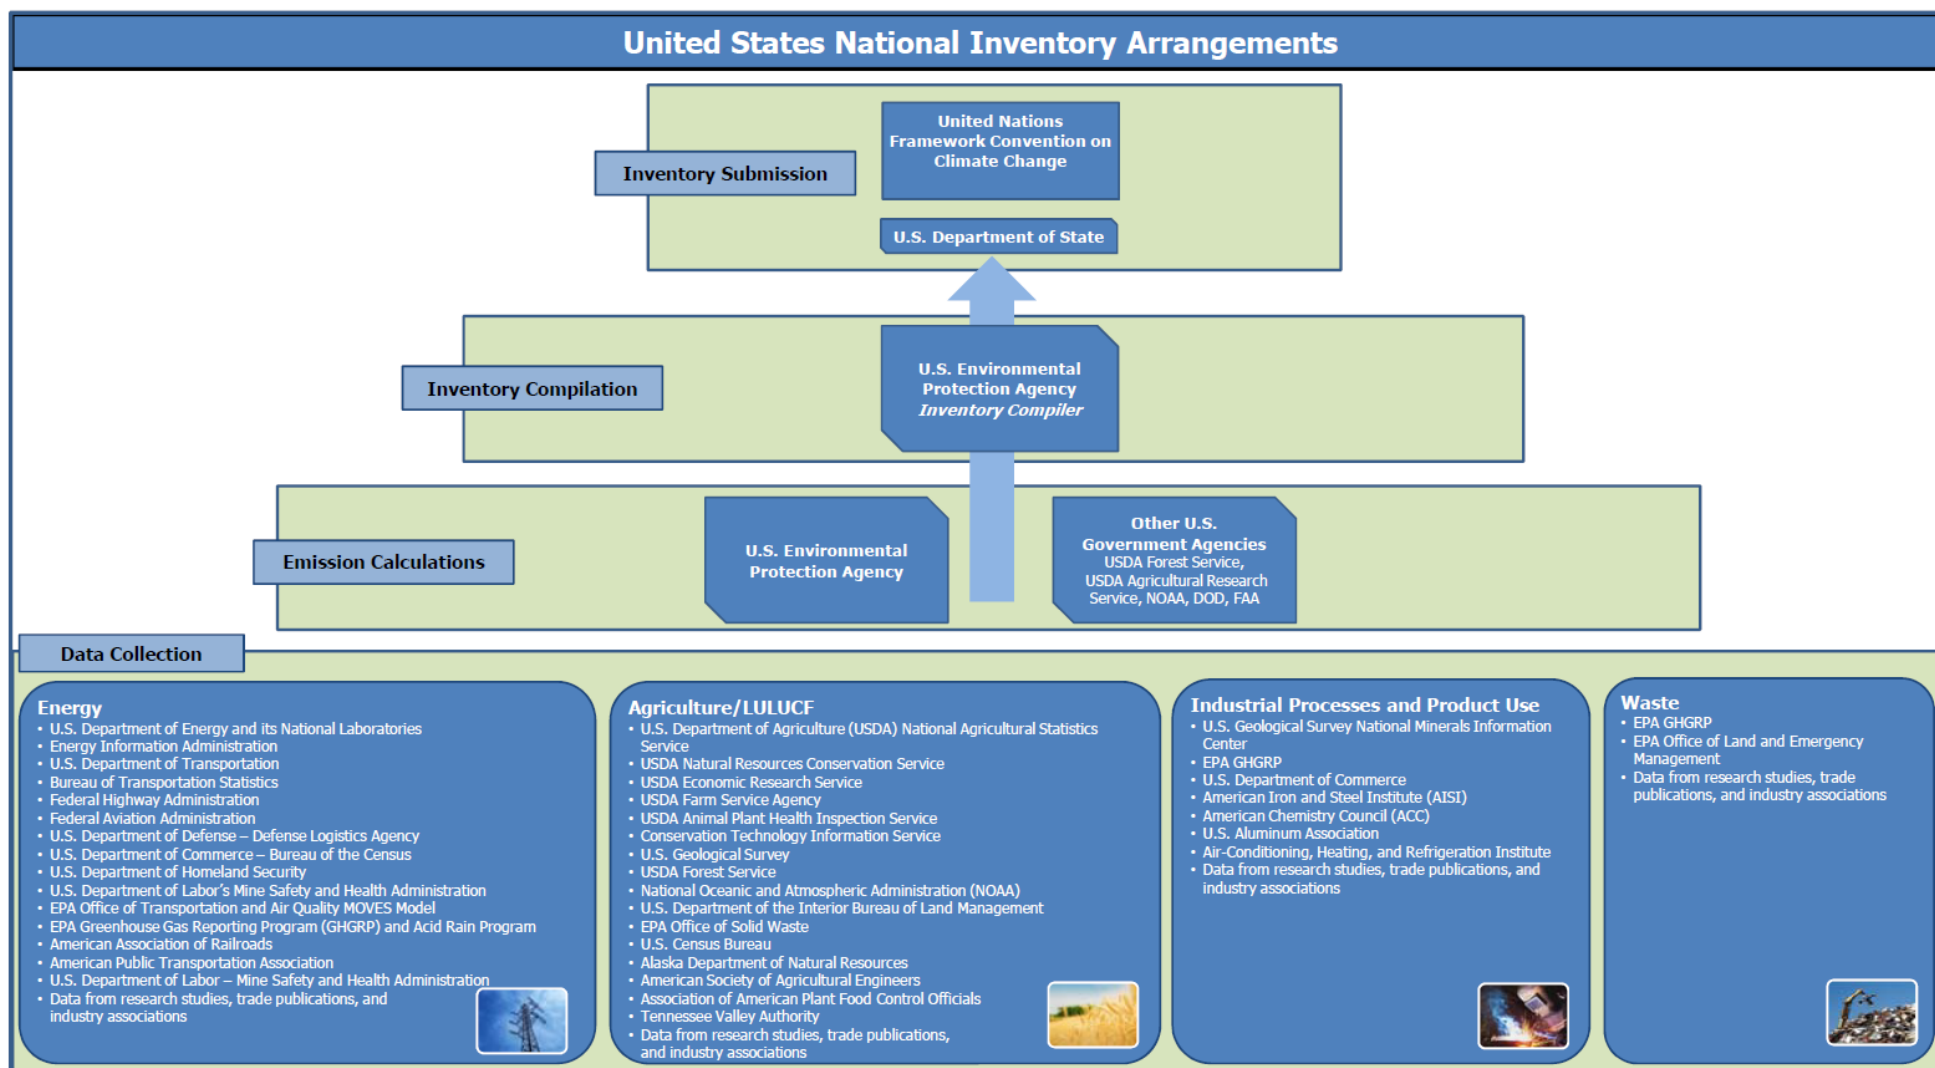 United States National Inventory Arrangements
United Nations
Framework Convention on
Climate Change
Inventory Submission
U.S. Department of State
U.S. Environmental
Protection Agency
Inventory Compiler
Inventory Compilation
U.S. Environmental
Protection Agency
Other U.S.
Government Agencies
USDA Forest Service,
USDA Agricultural Research
Service, NOAA, DOD, FAA
Emission Calculations
Data Collection
Energy
• U.S. Department of Energy and its National Laboratories
• Energy Information Administration
• U.S. Department of Transportation
• Bureau of Transportation Statistics
• Federal Highway Administration
• Federal Aviation Administration
• U.S. Department of Defense – Defense Logistics Agency
• U.S. Department of Commerce – Bureau of the Census
• U.S. Department of Homeland Security
• U.S. Department of Labor's Mine Safety and Health Administration
• EPA Office of Transportation and Air Quality MOVES Model
• EPA Greenhouse Gas Reporting Program (GHGRP) and Acid Rain Program
• American Association of Railroads
• American Public Transportation Association
• U.S. Department of Labor – Mine Safety and Health Administration
• Data from research studies, trade publications, and
industry associations
Agriculture/LULUCF
• U.S. Department of Agriculture (USDA) National Agricultural Statistics
Service
• USDA Natural Resources Conservation Service
• USDA Economic Research Service
• USDA Farm Service Agency
• USDA Animal Plant Health Inspection Service
• Conservation Technology Information Service
• U.S. Geological Survey
• USDA Forest Service
• National Oceanic and Atmospheric Administration (NOAA)
• U.S. Department of the Interior Bureau of Land Management
• EPA Office of Solid Waste
• U.S. Census Bureau
• Alaska Department of Natural Resources
• American Society of Agricultural Engineers
• Association of American Plant Food Control Officials
• Tennessee Valley Authority
• Data from research studies, trade publications,
and industry associations
Industrial Processes and Product Use
• U.S. Geological Survey National Minerals Information
Center
• EPA GHGRP
• U.S. Department of Commerce
• American Iron and Steel Institute (AISI)
• American Chemistry Council (ACC)
• U.S. Aluminum Association
• Air-Conditioning, Heating, and Refrigeration Institute
• Data from research studies, trade publications, and
industry associations
Waste
• EPA GHGRP
• EPA Office of Land and Emergency
Management
• Data from research studies, trade
publications, and industry associations